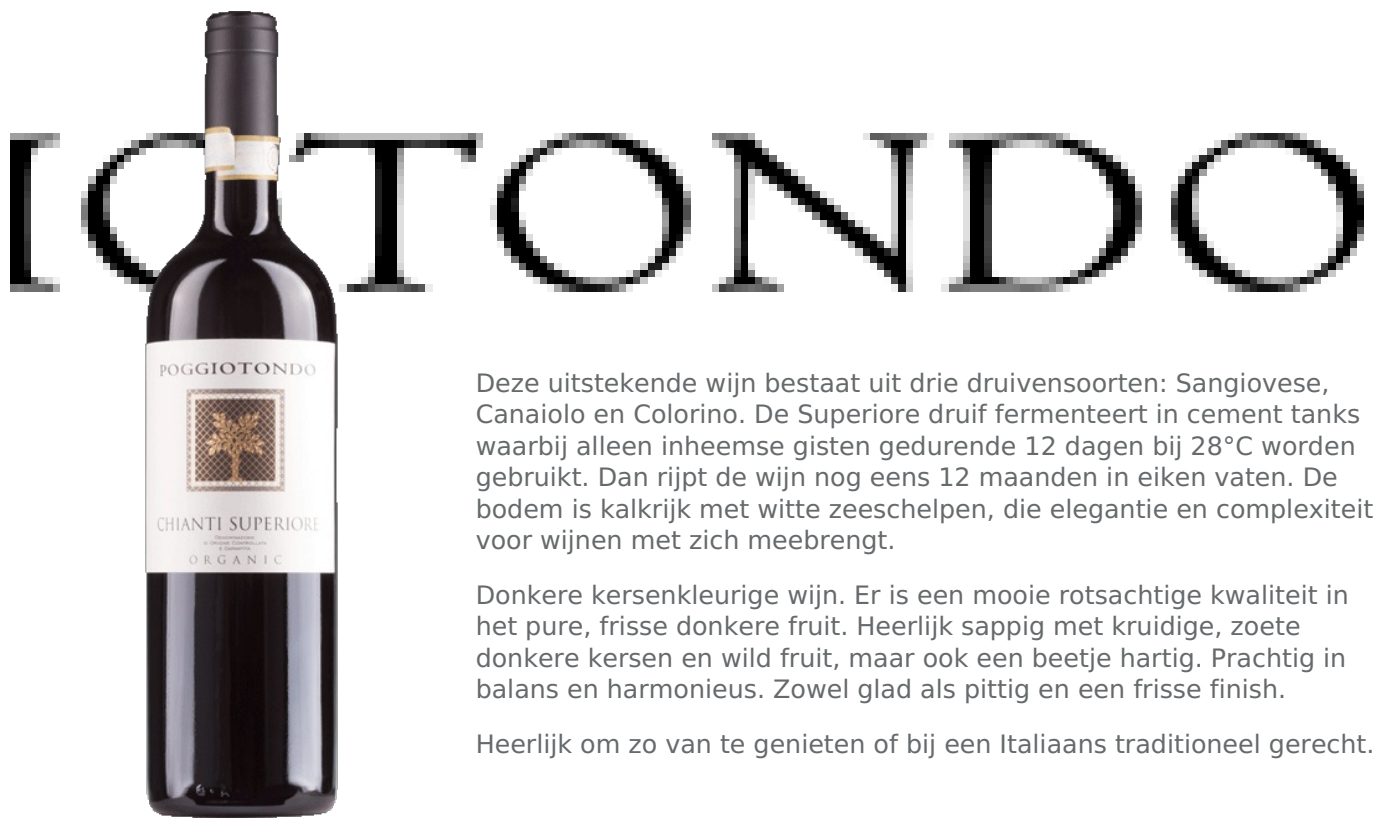 IOTONDO
POGGIOTONDO
CHIANTI SUPERIORE
DENOMINAZIONE
DI ORIGINE CONTROLLATA
E GARANTITA
ORGANIC
Deze uitstekende wijn bestaat uit drie druivensoorten: Sangiovese,
Canaiolo en Colorino. De Superiore druif fermenteert in cement tanks
waarbij alleen inheemse gisten gedurende 12 dagen bij 28°C worden
gebruikt. Dan rijpt de wijn nog eens 12 maanden in eiken vaten. De
bodem is kalkrijk met witte zeeschelpen, die elegantie en complexiteit
voor wijnen met zich meebrengt.
Donkere kersenkleurige wijn. Er is een mooie rotsachtige kwaliteit in
het pure, frisse donkere fruit. Heerlijk sappig met kruidige, zoete
donkere kersen en wild fruit, maar ook een beetje hartig. Prachtig in
balans en harmonieus. Zowel glad als pittig en een frisse finish.
Heerlijk om zo van te genieten of bij een Italiaans traditioneel gerecht.